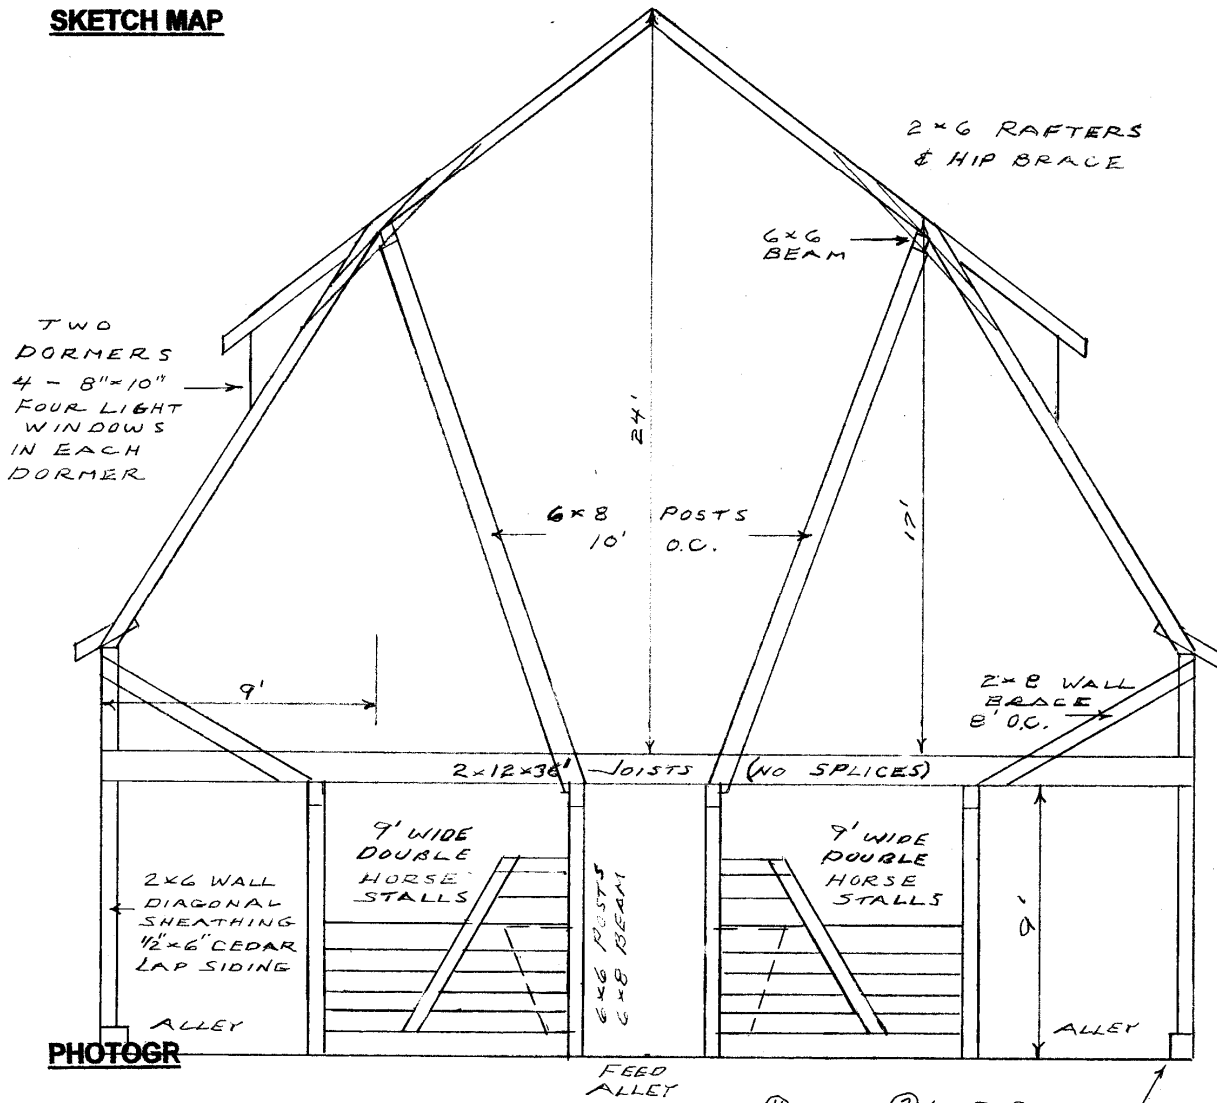 SKETCH MAP
2×6 RAFTERS
& HIP BRACE
6×6
BEAM
TWO
DORMERS
4 - 8"×10"
FOUR LIGHT
WINDOWS
IN EACH
DORMER
24'
17'
6×8 POSTS
10' O.C.
9'
2×8 WALL
BRACE
8' O.C.
2×12×36' JOISTS (NO SPLICES)
9' WIDE
DOUBLE
HORSE
STALLS
9' WIDE
DOUBLE
HORSE
STALLS
2×6 WALL
DIAGONAL
SHEATHING
1/2"×6" CEDAR
LAP SIDING
6×6 POSTS
6×8 BEAM
9'
ALLEY
ALLEY
PHOTOGR
FEED
ALLEY